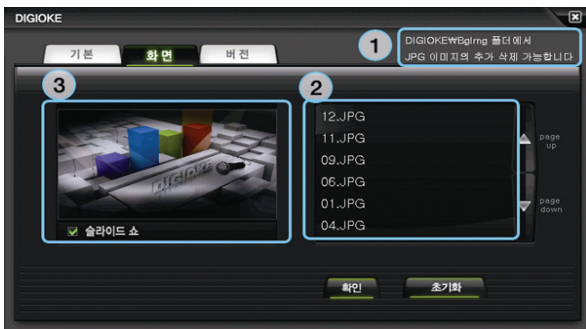 DIGIOKE
기본
화면
버전
1
DIGIOKE₩BgImg 폴더에서
JPG 이미지의 추가 삭제 가능합니다
3
2
DIGIOKE
슬라이드 쇼
12.JPG
11.JPG
09.JPG
06.JPG
01.JPG
04.JPG
page
up
page
down
확인
초기화